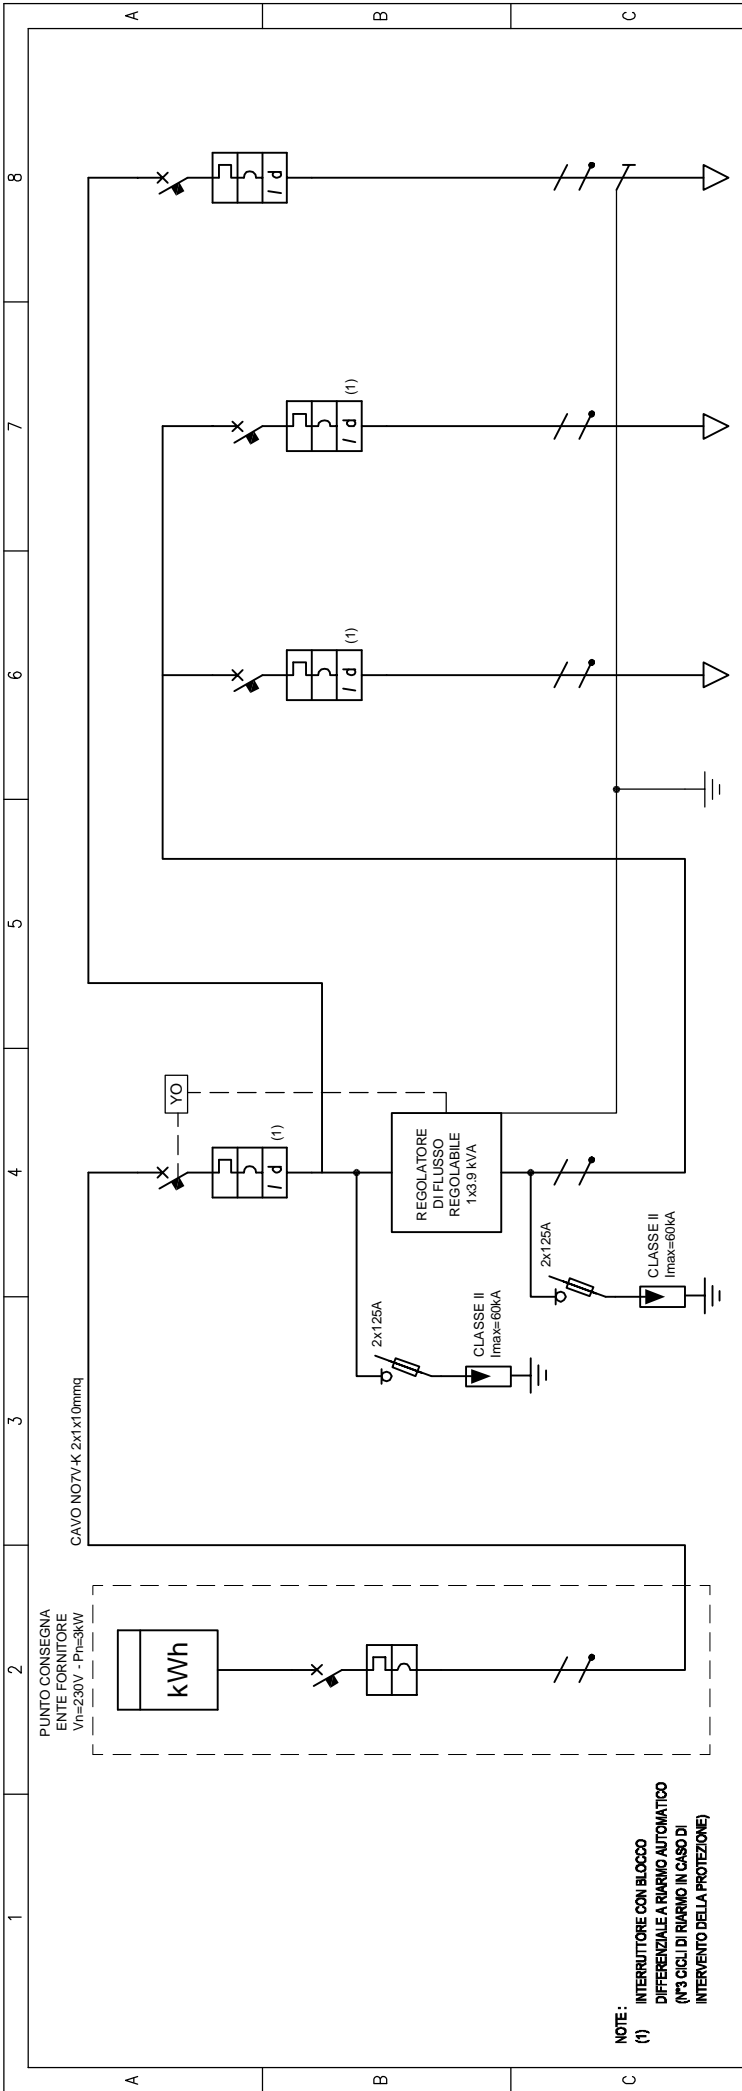 1
2
3
4
5
6
7
8
A
B
C
PUNTO CONSEGNA
ENTE FORNITORE
Vn=230V - Pn=3kW
kWh
CAVO NO7V-K 2x1x10mmq
YO
I d
(1)
REGOLATORE
DI FLUSSO
REGOLABILE
1x3.9 kVA
2x125A
CLASSE II
Imax=60kA
2x125A
CLASSE II
Imax=60kA
I d
(1)
I d
(1)
I d
NOTE :
(1) INTERRUTTORE CON BLOCCO
DIFFERENZIALE A RIARMO AUTOMATICO
(N°3 CICLI DI RIARMO IN CASO DI
INTERVENTO DELLA PROTEZIONE)
A
B
C